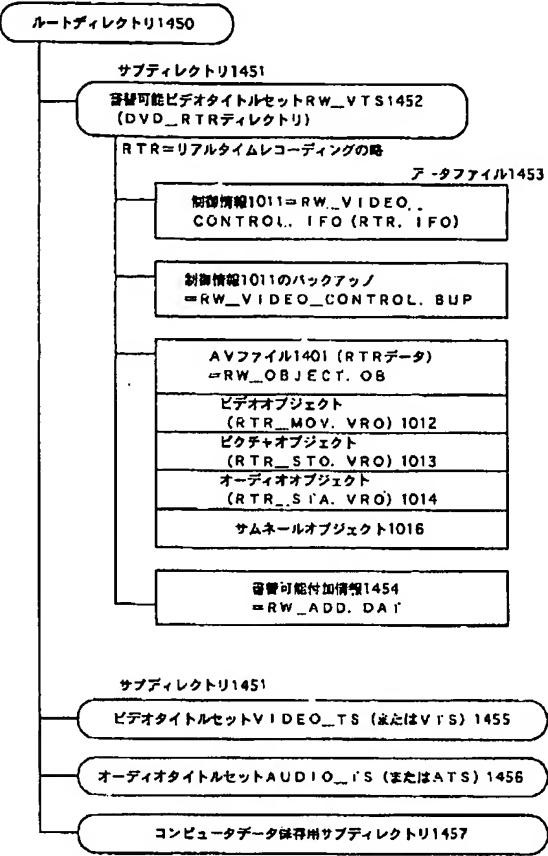 ルートディレクトリ1450
サブディレクトリ1451
書替可能ビデオタイトルセットRW_VTS1452
(DVD_RTRディレクトリ)
RTR=リアルタイムレコーディングの略
データファイル1453
制御情報1011=RW_VIDEO_
CONTROL. IFO (RTR. IFO)
制御情報1011のバックアップ
=RW_VIDEO_CONTROL. BUP
AVファイル1401 (RTRデータ)
=RW_OBJECT. OB
ビデオオブジェクト
(RTR_MOV. VRO) 1012
ピクチャオブジェクト
(RTR_STO. VRO) 1013
オーディオオブジェクト
(RTR_STA. VRO) 1014
サムネールオブジェクト1016
書替可能付加情報1454
=RW_ADD. DAT
サブディレクトリ1451
ビデオタイトルセットVIDEO_TS (またはVTS) 1455
オーディオタイトルセットAUDIO_TS (またはATS) 1456
コンピュータデータ保存用サブディレクトリ1457